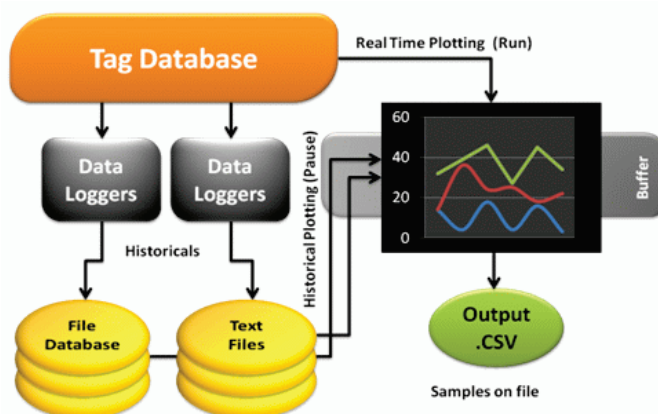 Tag Database
Real Time Plotting (Run)
Data
Loggers
Data
Loggers
Historicals
Historical Plotting (Pause)
60
40
20
0
Buffer
File
Database
Text
Files
Output
.CSV
Samples on file